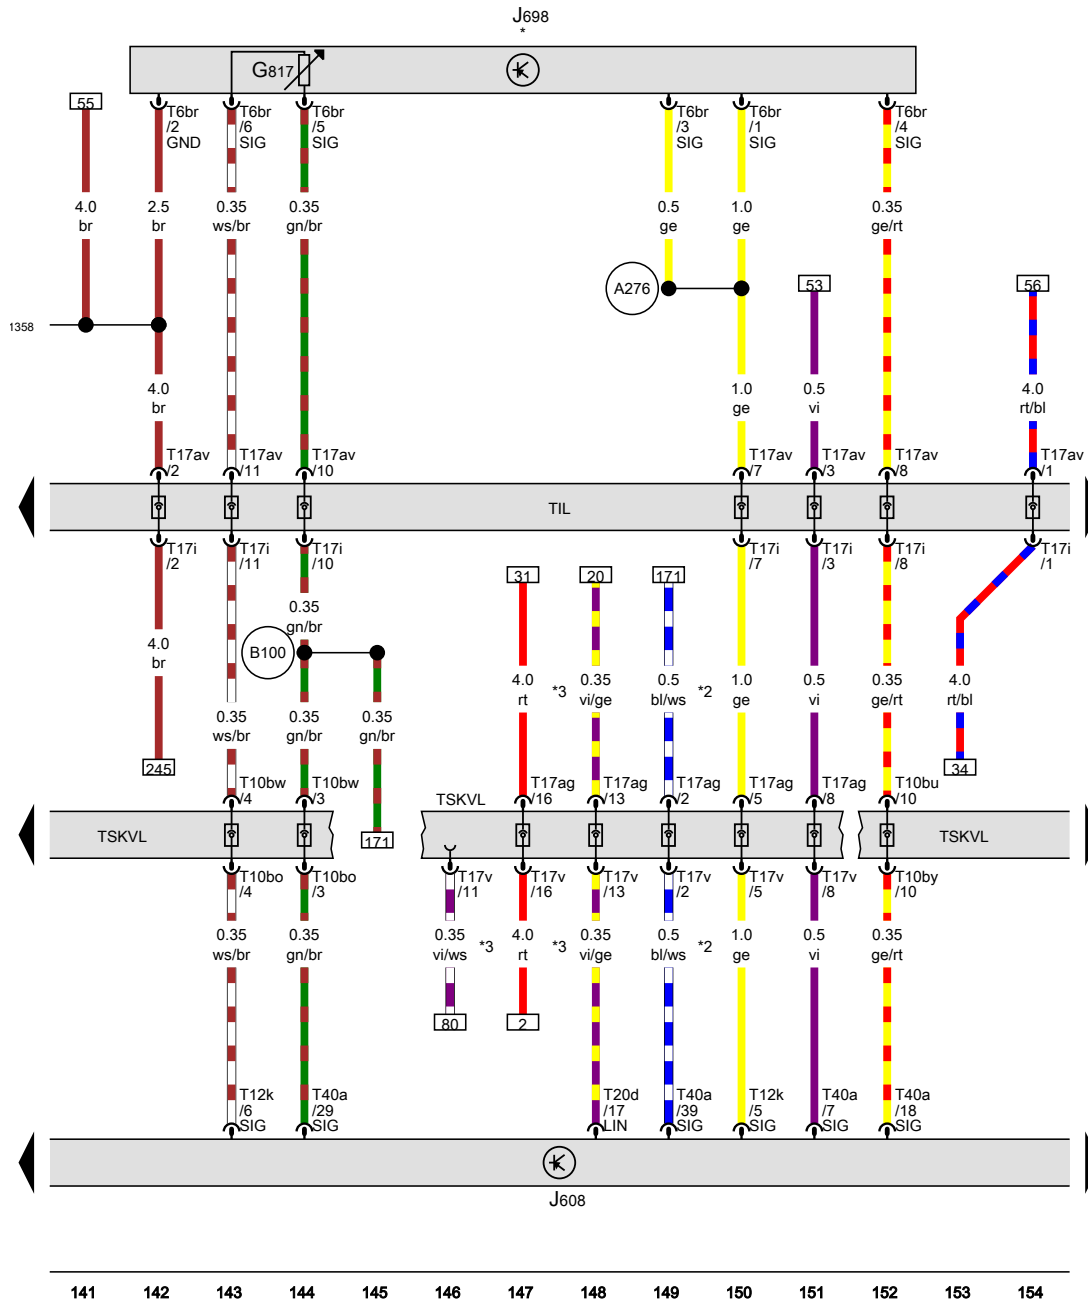 J698
*
G817
55
T6br
/2
GND
T6br
/6
SIG
T6br
/5
SIG
T6br
/3
SIG
T6br
/1
SIG
T6br
/4
SIG
4.0
br
2.5
br
0.35
ws/br
0.35
gn/br
0.5
ge
1.0
ge
0.35
ge/rt
A276
53
56
1358
4.0
br
1.0
ge
0.5
vi
4.0
rt/bl
T17av
/2
T17av
/11
T17av
/10
T17av
/7
T17av
/3
T17av
/8
T17av
/1
TIL
T17i
/2
T17i
/11
T17i
/10
T17i
/7
T17i
/3
T17i
/8
T17i
/1
31
20
171
0.35
gn/br
B100
4.0
br
4.0
rt
*3
0.35
vi/ge
0.5
bl/ws
*2
1.0
ge
0.5
vi
0.35
ge/rt
4.0
rt/bl
0.35
ws/br
0.35
gn/br
0.35
gn/br
245
34
T10bw
/4
T10bw
/3
TSKVL
T17ag
/16
T17ag
/13
T17ag
/2
T17ag
/5
T17ag
/8
T10bu
/10
TSKVL
171
TSKVL
T10bo
/4
T10bo
/3
T17v
/11
T17v
/16
T17v
/13
T17v
/2
T17v
/5
T17v
/8
T10by
/10
0.35
ws/br
0.35
gn/br
0.35
vi/ws
*3
4.0
rt
*3
0.35
vi/ge
0.5
bl/ws
*2
1.0
ge
0.5
vi
0.35
ge/rt
80
2
T12k
/6
SIG
T40a
/29
SIG
T20d
/17
LIN
T40a
/39
SIG
T12k
/5
SIG
T40a
/7
SIG
T40a
/18
SIG
J608
141 142 143 144 145 146 147 148 149 150 151 152 153 154